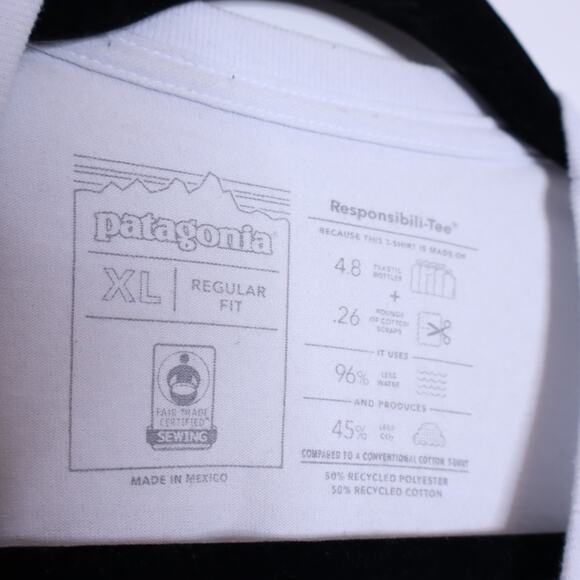 patagonia®
XL
REGULAR
FIT
FAIR TRADE
CERTIFIED™
SEWING
MADE IN MEXICO
Responsibili-Tee®
BECAUSE THIS T-SHIRT IS MADE OF
4.8 PLASTIC
BOTTLES
+
.26 POUNDS
OF COTTON
SCRAPS
IT USES
96% LESS
WATER
AND PRODUCES
45% LESS
CO₂
COMPARED TO A CONVENTIONAL COTTON T-SHIRT
50% RECYCLED POLYESTER
50% RECYCLED COTTON